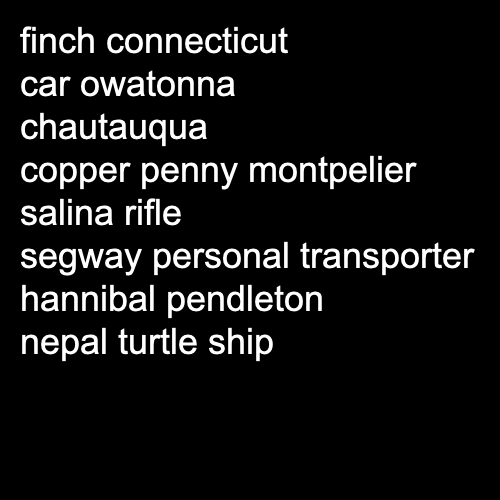 finch connecticut
car owatonna
chautauqua
copper penny montpelier
salina rifle
segway personal transporter
hannibal pendleton
nepal turtle ship